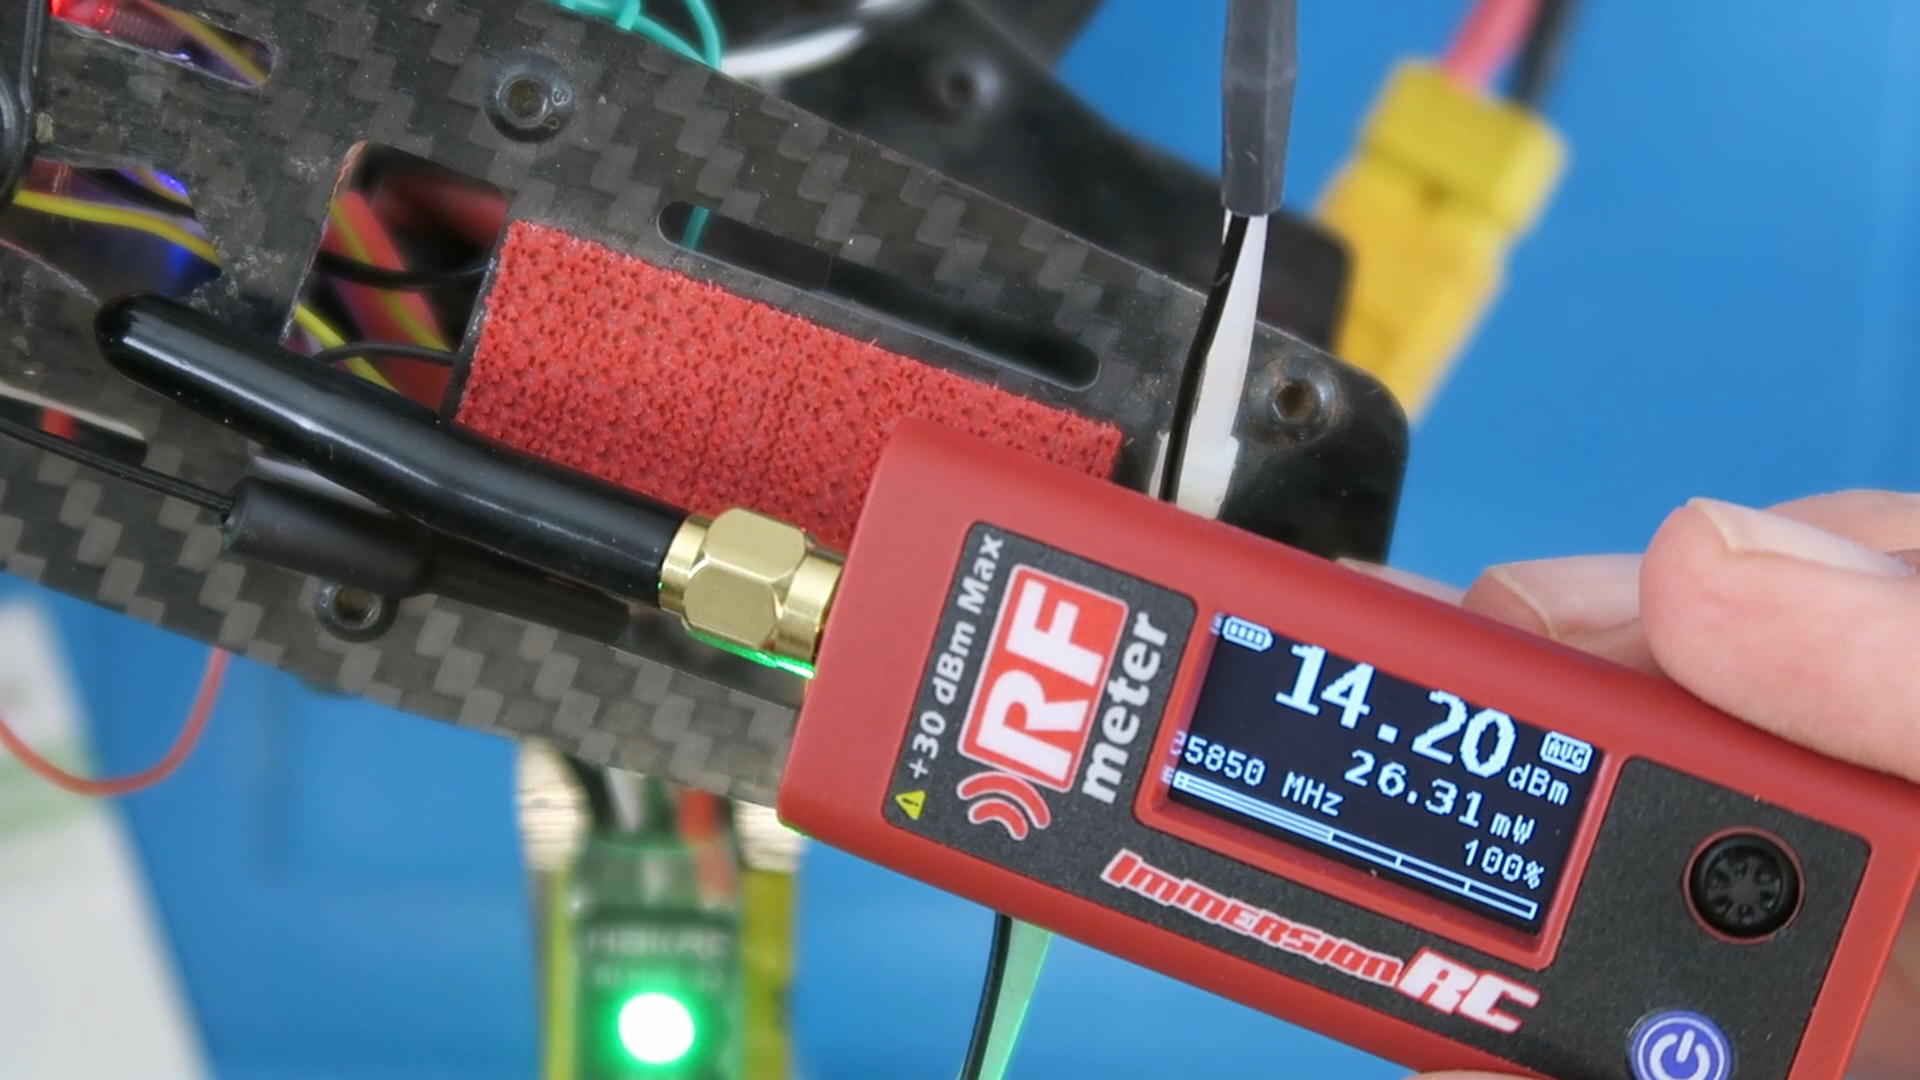 +30 dBm Max
RF
meter
14.20 dBm
AVG
26.31 mW
5850 MHz
100%
ImmersionRC